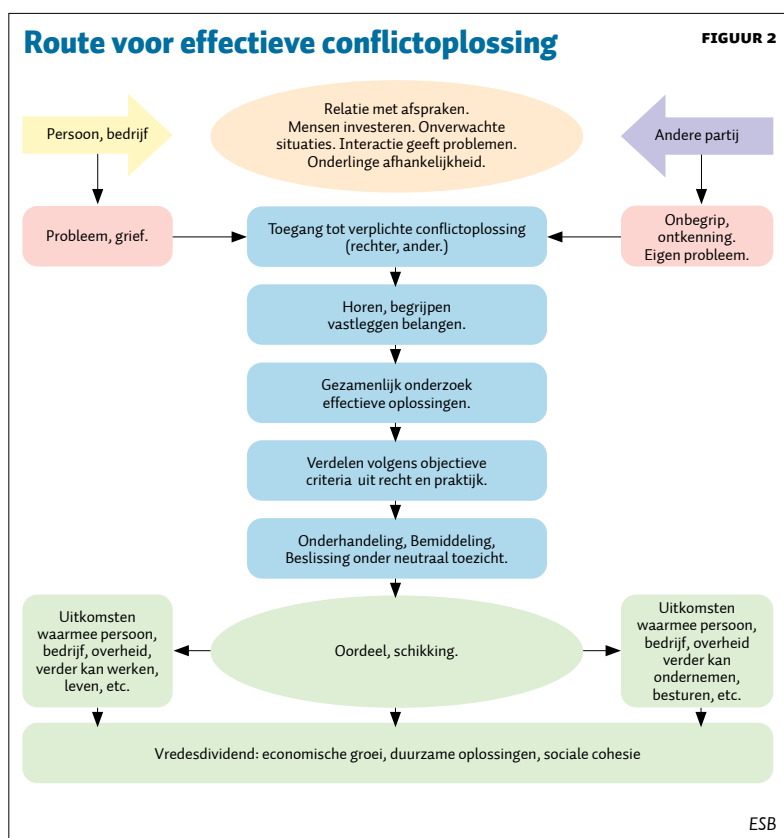 Route voor effectieve conflictoplossing
FIGUUR 2
Persoon, bedrijf
Relatie met afspraken.
Mensen investeren. Onverwachte
situaties. Interactie geeft problemen.
Onderlinge afhankelijkheid.
Andere partij
Probleem, grief.
Toegang tot verplichte conflictoplossing
(rechter, ander.)
Onbegrip,
ontkenning.
Eigen probleem.
Horen, begrijpen
vastleggen belangen.
Gezamenlijk onderzoek
effectieve oplossingen.
Verdelen volgens objectieve
criteria uit recht en praktijk.
Onderhandeling, Bemiddeling,
Beslissing onder neutraal toezicht.
Uitkomsten
waarmee persoon,
bedrijf, overheid,
verder kan werken,
leven, etc.
Oordeel, schikking.
Uitkomsten
waarmee persoon,
bedrijf, overheid
verder kan
ondernemen,
besturen, etc.
Vredesdividend: economische groei, duurzame oplossingen, sociale cohesie
ESB